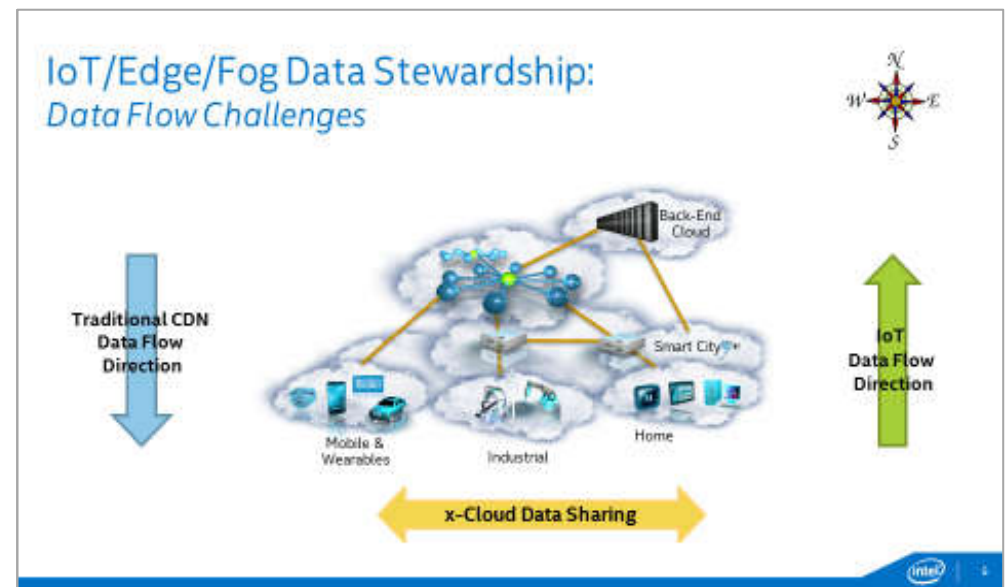 IoT/Edge/Fog Data Stewardship:
Data Flow Challenges
N
W
E
S
Back-End
Cloud
Traditional CDN
Data Flow
Direction
Smart City
IoT
Data Flow
Direction
Mobile &
Wearables
Industrial
Home
x-Cloud Data Sharing
intel